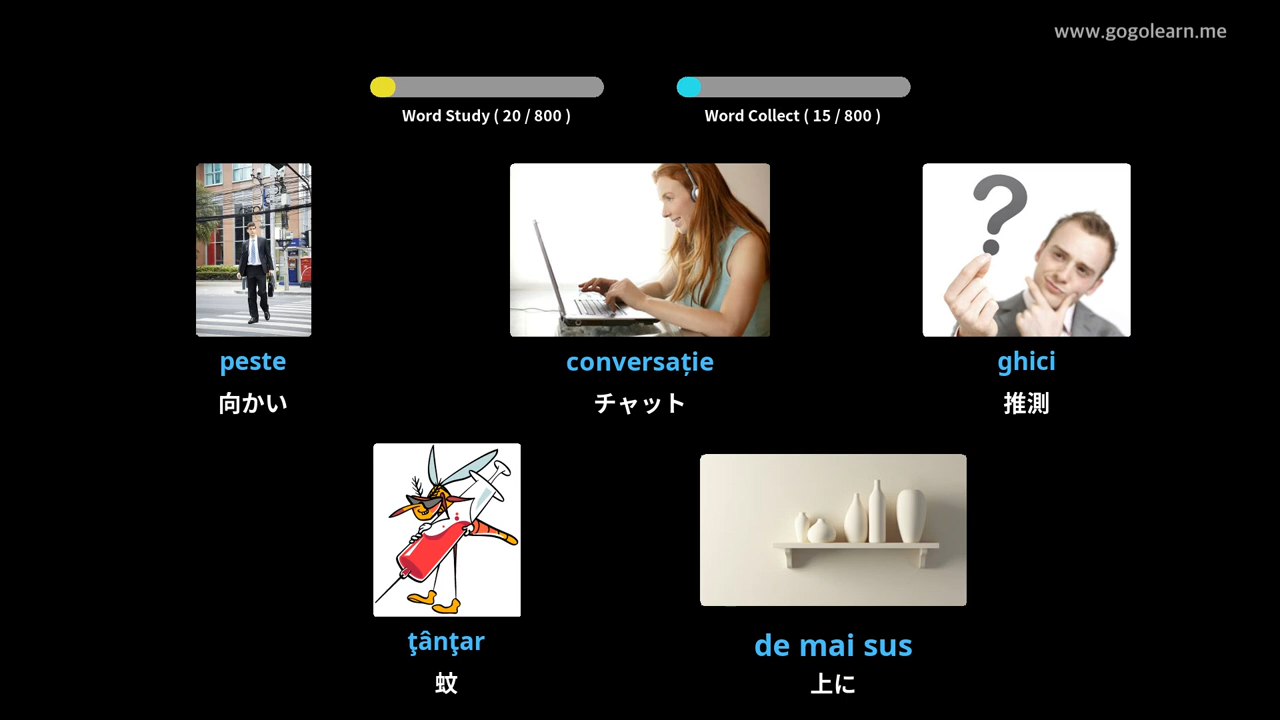 www.gogolearn.me
Word Study ( 20 / 800 )
Word Collect ( 15 / 800 )
peste
向かい
conversație
チャット
ghici
推測
ţânţar
蚊
de mai sus
上に